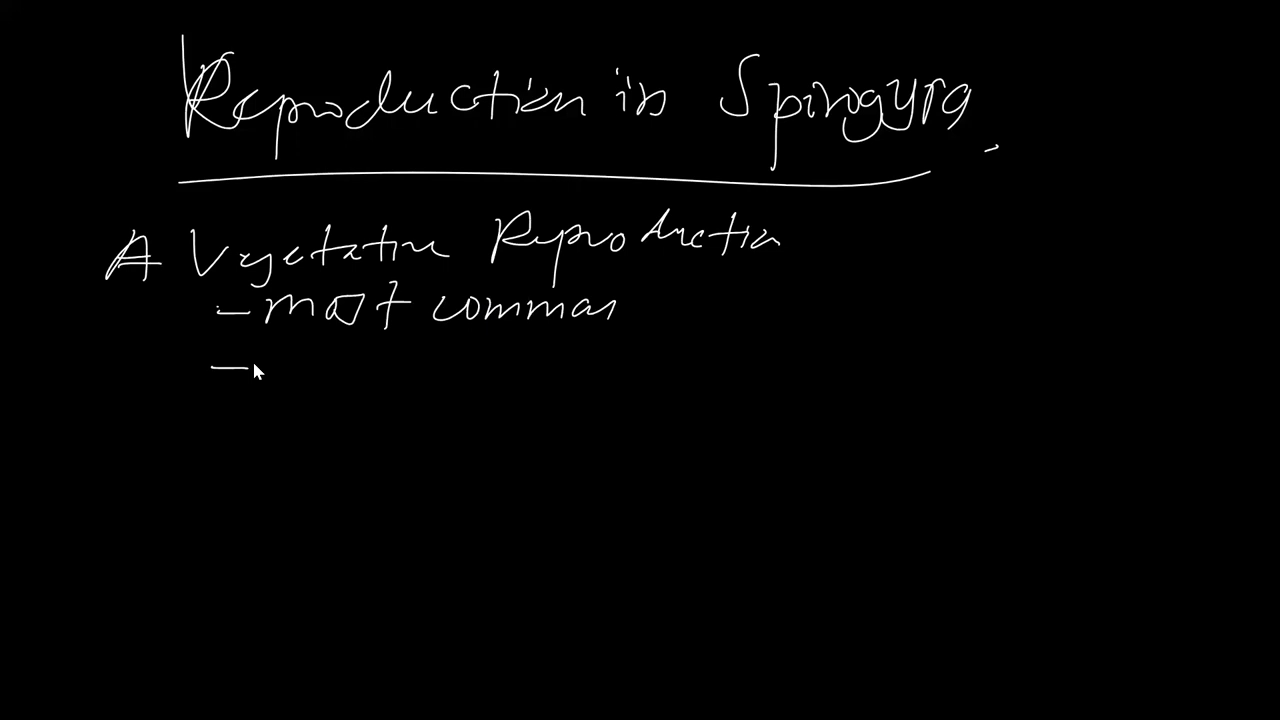 Reproduction in Spirogyra.
A Vegetative Reproduction
- most common
-